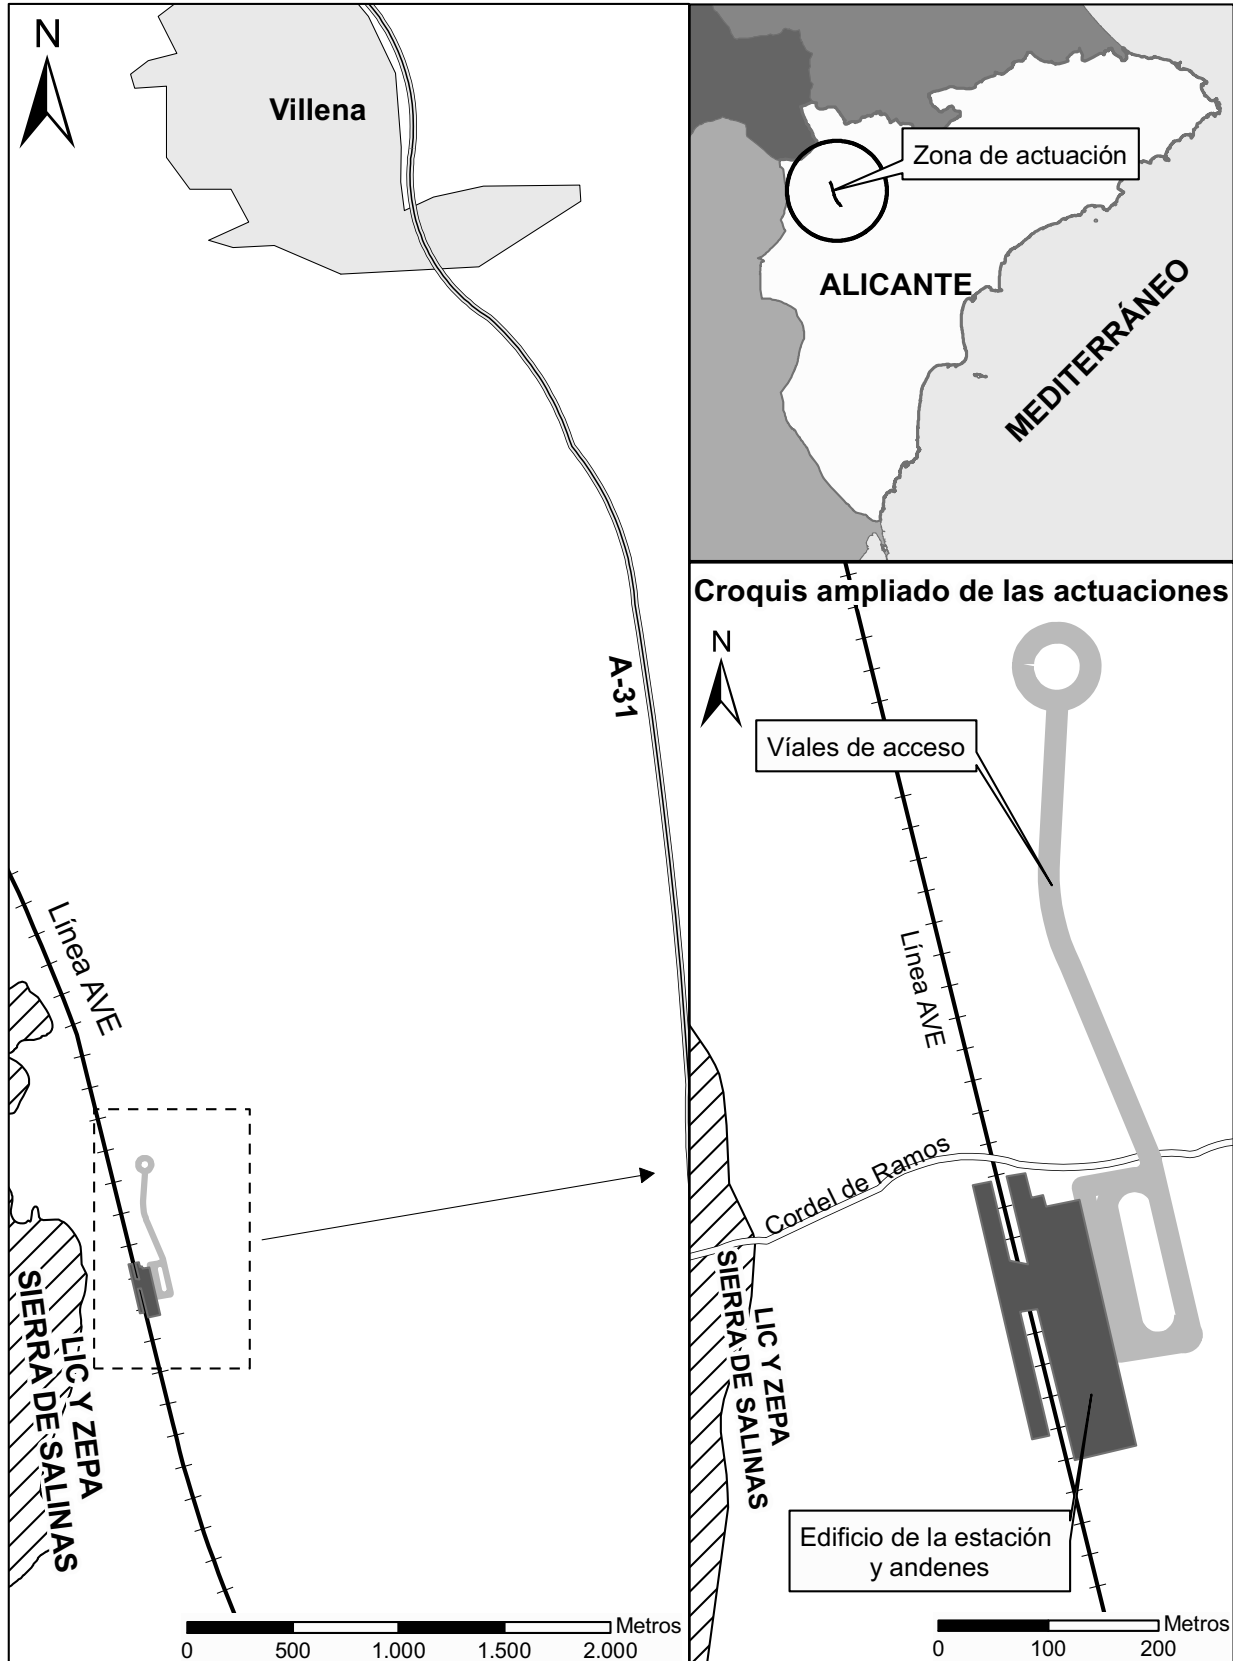 N
Villena
A-31
Línea AVE
LIC Y ZEPA
SIERRA DE SALINAS
Metros
0 500 1.000 1.500 2.000
Zona de actuación
ALICANTE
MEDITERRÁNEO
Croquis ampliado de las actuaciones
N
Víales de acceso
Línea AVE
Cordel de Ramos
LIC Y ZEPA
SIERRA DE SALINAS
Edificio de la estación
y andenes
Metros
0 100 200